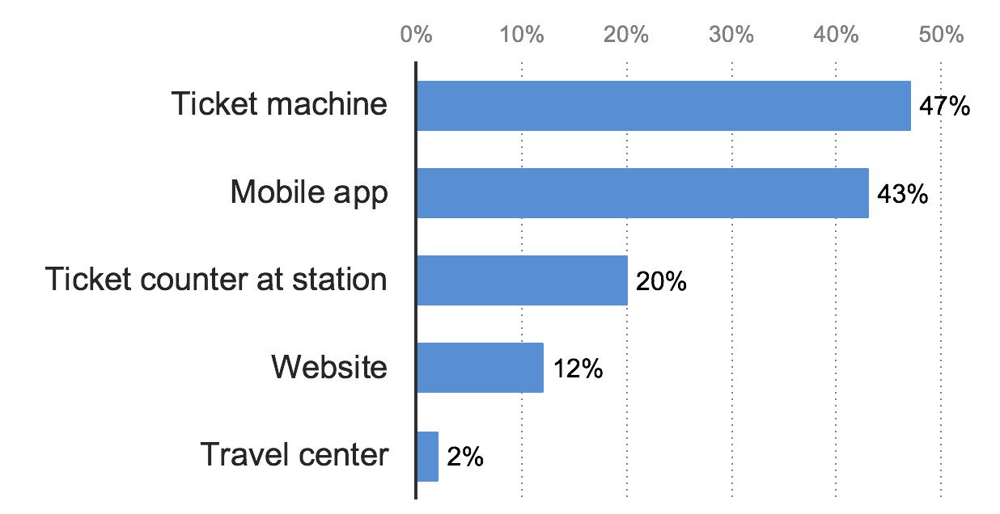 0% 10% 20% 30% 40% 50%
Ticket machine 47%
Mobile app 43%
Ticket counter at station 20%
Website 12%
Travel center 2%